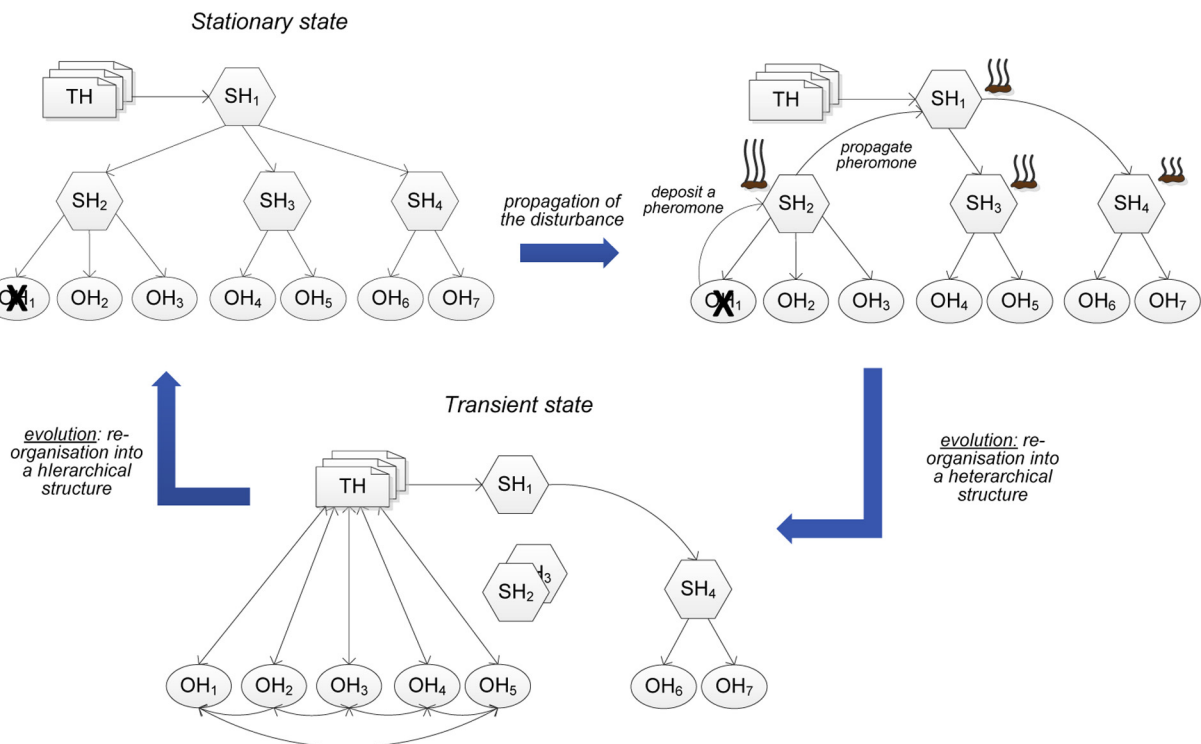 Stationary state
TH
SH₁
SH₂
SH₃
SH₄
OH₂
OH₃
OH₄
OH₅
OH₆
OH₇
propagation of
the disturbance
TH
SH₁
propagate
pheromone
deposit a
pheromone
SH₂
SH₃
SH₄
OH₂
OH₃
OH₄
OH₅
OH₆
OH₇
evolution: re-
organisation into
a hIerarchical
structure
Transient state
evolution: re-
organisation into
a heterarchical
structure
TH
SH₁
SH₂
SH₄
OH₁
OH₂
OH₃
OH₄
OH₅
OH₆
OH₇